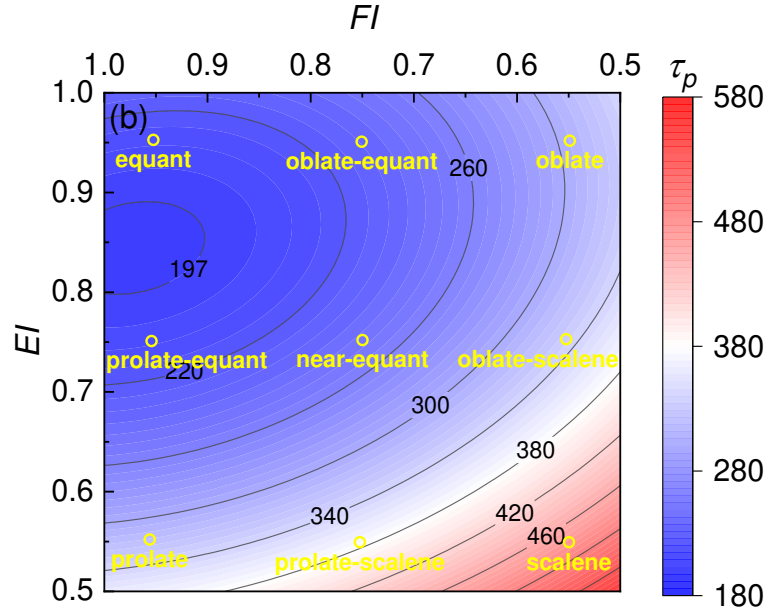 FI
1.0 0.9 0.8 0.7 0.6 0.5
τp
(b)
1.0
0.9
0.8
0.7
0.6
0.5
EI
equant oblate-equant oblate
260
197
prolate-equant near-equant oblate-scalene
220
300
380
340
420
460
prolate prolate-scalene scalene
580
480
380
280
180